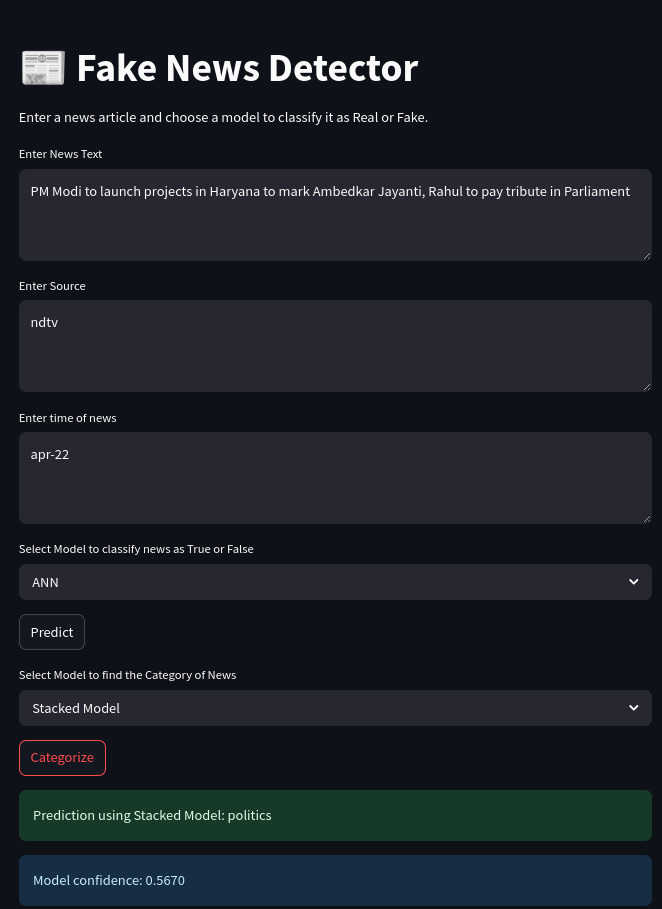 Fake News Detector
Enter a news article and choose a model to classify it as Real or Fake.
Enter News Text
PM Modi to launch projects in Haryana to mark Ambedkar Jayanti, Rahul to pay tribute in Parliament
Enter Source
ndtv
Enter time of news
apr-22
Select Model to classify news as True or False
ANN
Predict
Select Model to find the Category of News
Stacked Model
Categorize
Prediction using Stacked Model: politics
Model confidence: 0.5670